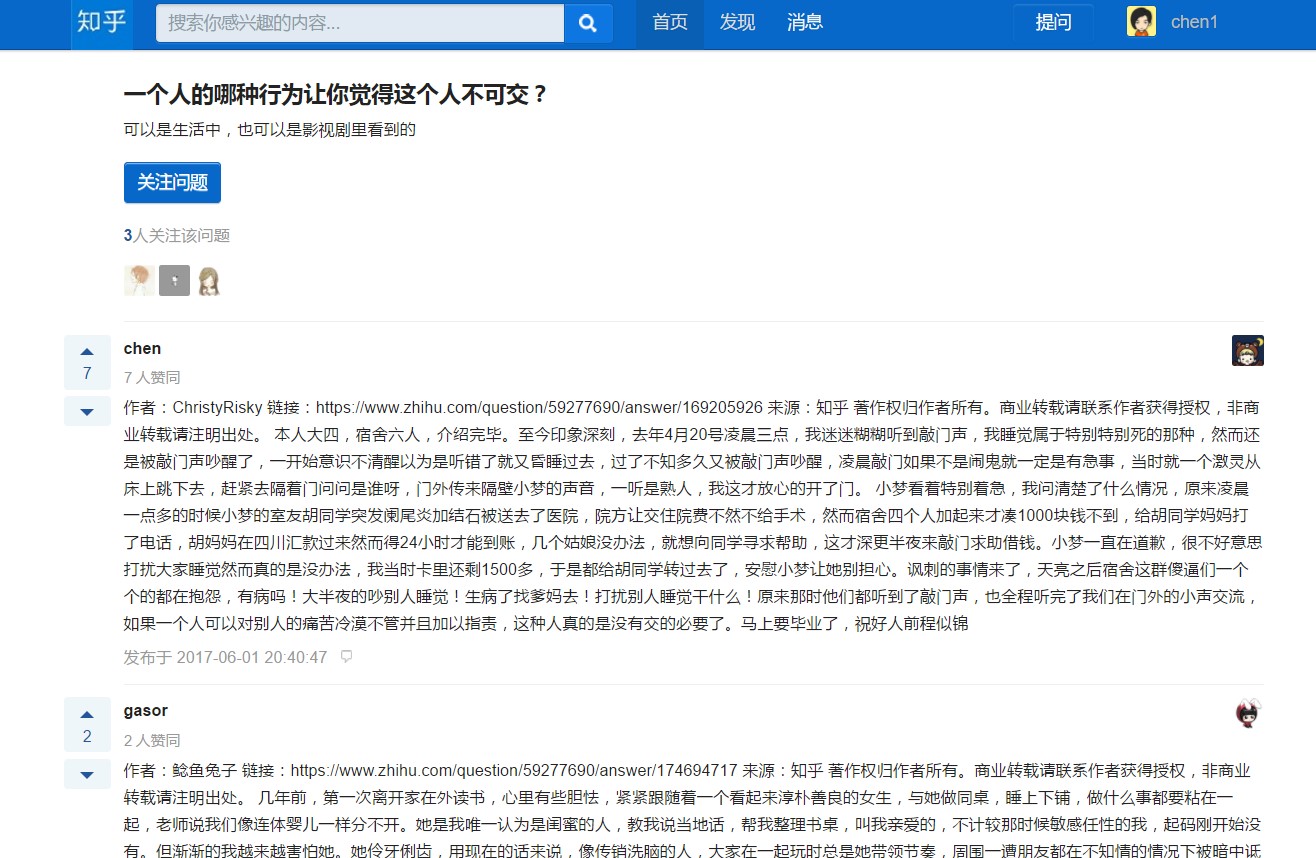 知乎
搜索你感兴趣的内容...
首页
发现
消息
提问
chen1
一个人的哪种行为让你觉得这个人不可交？
可以是生活中，也可以是影视剧里看到的
关注问题
3人关注该问题
7
chen
7 人赞同
作者：ChristyRisky 链接：https://www.zhihu.com/question/59277690/answer/169205926 来源：知乎 著作权归作者所有。商业转载请联系作者获得授权，非商
业转载请注明出处。 本人大四，宿舍六人，介绍完毕。至今印象深刻，去年4月20号凌晨三点，我迷迷糊糊听到敲门声，我睡觉属于特别特别死的那种，然而还
是被敲门声吵醒了，一开始意识不清醒以为是听错了就又昏睡过去，过了不知多久又被敲门声吵醒，凌晨敲门如果不是闹鬼就一定是有急事，当时就一个激灵从
床上跳下去，赶紧去隔着门问问是谁呀，门外传来隔壁小梦的声音，一听是熟人，我这才放心的开了门。 小梦看着特别着急，我问清楚了什么情况，原来凌晨
一点多的时候小梦的室友胡同学突发阑尾炎加结石被送去了医院，院方让交住院费不然不给手术，然而宿舍四个人加起来才凑1000块钱不到，给胡同学妈妈打
了电话，胡妈妈在四川汇款过来然而得24小时才能到账，几个姑娘没办法，就想向同学寻求帮助，这才深更半夜来敲门求助借钱。小梦一直在道歉，很不好意思
打扰大家睡觉然而真的是没办法，我当时卡里还剩1500多，于是都给胡同学转过去了，安慰小梦让她别担心。讽刺的事情来了，天亮之后宿舍这群傻逼们一个
个的都在抱怨，有病吗！大半夜的吵别人睡觉！生病了找爹妈去！打扰别人睡觉干什么！原来那时他们都听到了敲门声，也全程听完了我们在门外的小声交流，
如果一个人可以对别人的痛苦冷漠不管并且加以指责，这种人真的是没有交的必要了。马上要毕业了，祝好人前程似锦
发布于 2017-06-01 20:40:47
2
gasor
2 人赞同
作者：鲶鱼兔子 链接：https://www.zhihu.com/question/59277690/answer/174694717 来源：知乎 著作权归作者所有。商业转载请联系作者获得授权，非商业
转载请注明出处。 几年前，第一次离开家在外读书，心里有些胆怯，紧紧跟随着一个看起来淳朴善良的女生，与她做同桌，睡上下铺，做什么事都要粘在一
起，老师说我们像连体婴儿一样分不开。她是我唯一认为是闺蜜的人，教我说当地话，帮我整理书桌，叫我亲爱的，不计较那时候敏感任性的我，起码刚开始没
有。但渐渐的我越来越害怕她。她伶牙俐齿，用现在的话来说，像传销洗脑的人，大家在一起玩时总是她带领节奏，周围一遭朋友都在不知情的情况下被暗中诋